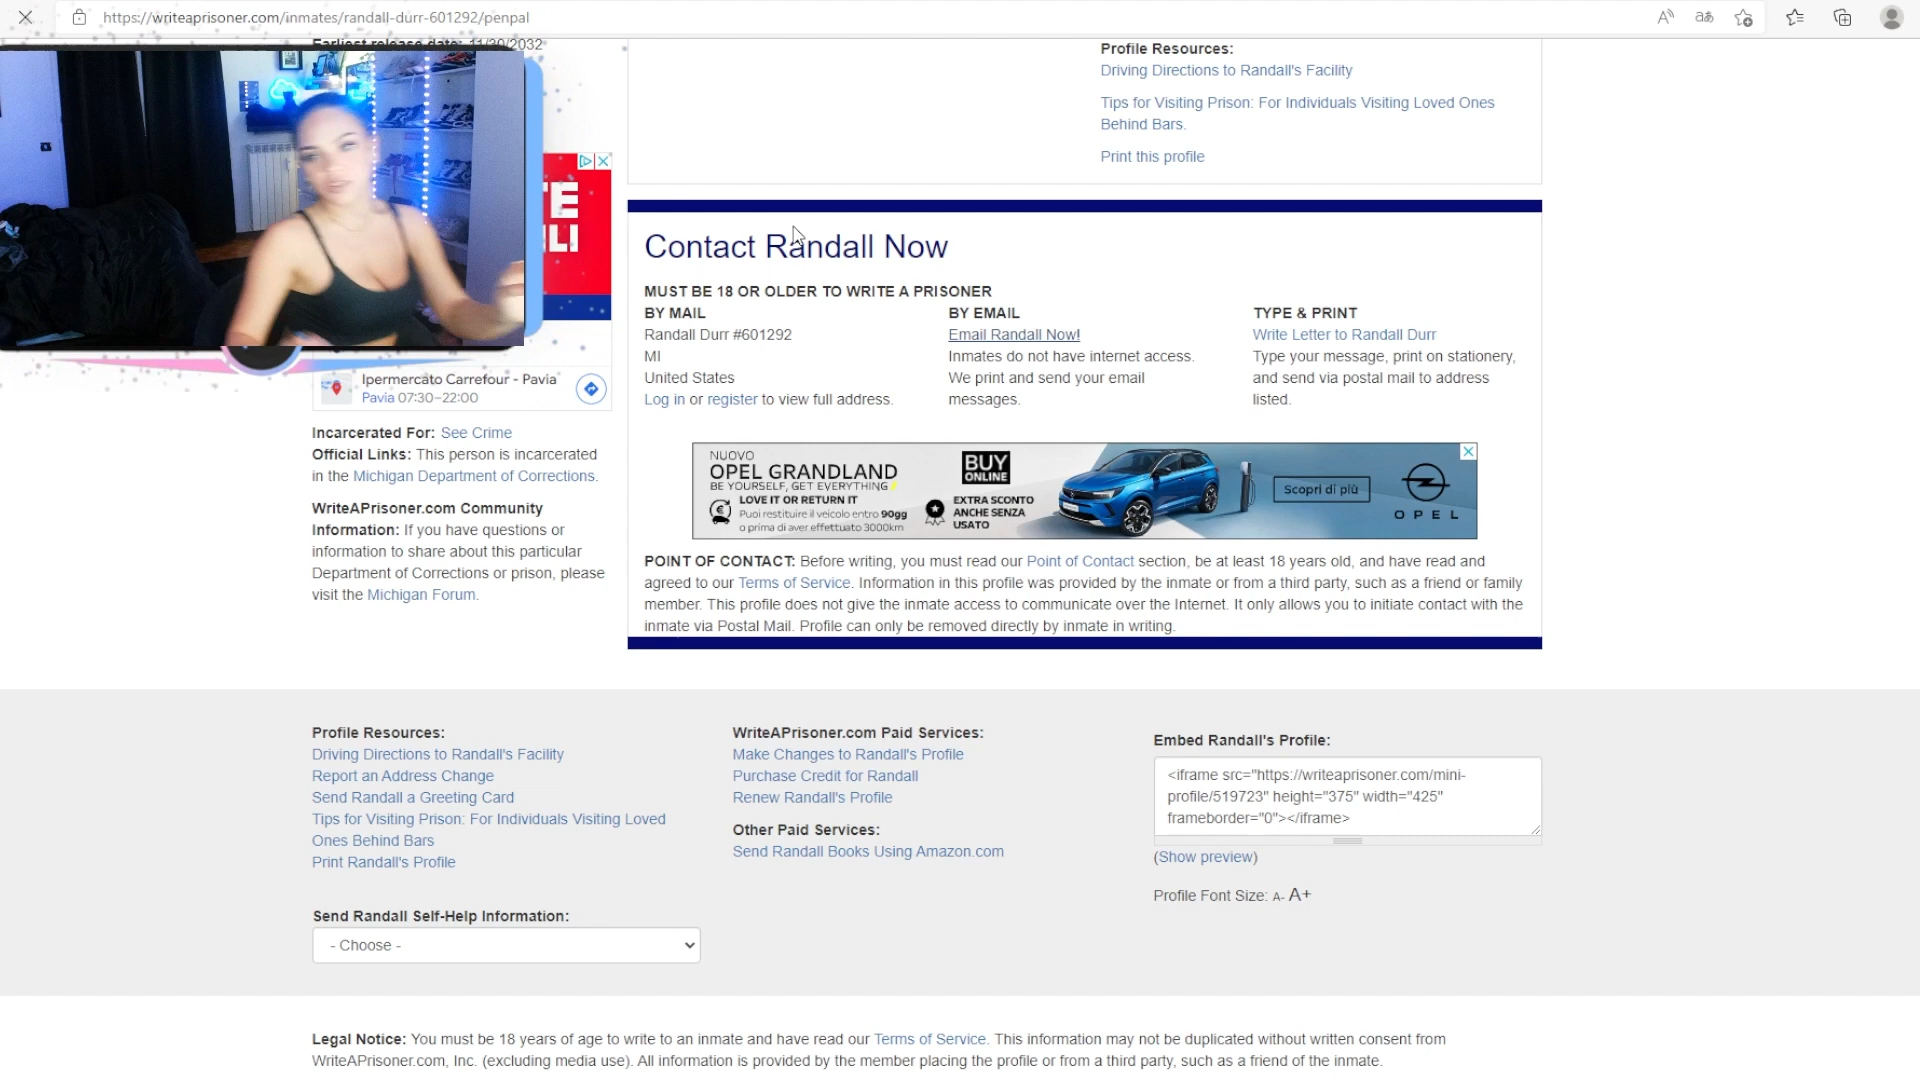 https://writeaprisoner.com/inmates/randall-durr-601292/penpal
Earliest release date: 11/30/2032
Ipermercato Carrefour - Pavia
Pavia 07:30–22:00
Incarcerated For: See Crime
Official Links: This person is incarcerated
in the Michigan Department of Corrections.
WriteAPrisoner.com Community
Information: If you have questions or
information to share about this particular
Department of Corrections or prison, please
visit the Michigan Forum.
Profile Resources:
Driving Directions to Randall's Facility
Tips for Visiting Prison: For Individuals Visiting Loved Ones
Behind Bars.
Print this profile
Contact Randall Now
MUST BE 18 OR OLDER TO WRITE A PRISONER
BY MAIL
Randall Durr #601292
MI
United States
Log in or register to view full address.
BY EMAIL
Email Randall Now!
Inmates do not have internet access.
We print and send your email
messages.
TYPE & PRINT
Write Letter to Randall Durr
Type your message, print on stationery,
and send via postal mail to address
listed.
NUOVO
OPEL GRANDLAND
BE YOURSELF, GET EVERYTHING
LOVE IT OR RETURN IT
Puoi restituire il veicolo entro 90gg
o prima di aver effettuato 3000km
BUY
ONLINE
EXTRA SCONTO
ANCHE SENZA
USATO
Scopri di più
OPEL
POINT OF CONTACT: Before writing, you must read our Point of Contact section, be at least 18 years old, and have read and
agreed to our Terms of Service. Information in this profile was provided by the inmate or from a third party, such as a friend or family
member. This profile does not give the inmate access to communicate over the Internet. It only allows you to initiate contact with the
inmate via Postal Mail. Profile can only be removed directly by inmate in writing.
Profile Resources:
Driving Directions to Randall's Facility
Report an Address Change
Send Randall a Greeting Card
Tips for Visiting Prison: For Individuals Visiting Loved
Ones Behind Bars
Print Randall's Profile
Send Randall Self-Help Information:
- Choose -
WriteAPrisoner.com Paid Services:
Make Changes to Randall's Profile
Purchase Credit for Randall
Renew Randall's Profile
Other Paid Services:
Send Randall Books Using Amazon.com
Embed Randall's Profile:
<iframe src="https://writeaprisoner.com/mini-
profile/519723" height="375" width="425"
frameborder="0"></iframe>
(Show preview)
Profile Font Size: A- A+
Legal Notice: You must be 18 years of age to write to an inmate and have read our Terms of Service. This information may not be duplicated without written consent from
WriteAPrisoner.com, Inc. (excluding media use). All information is provided by the member placing the profile or from a third party, such as a friend of the inmate.